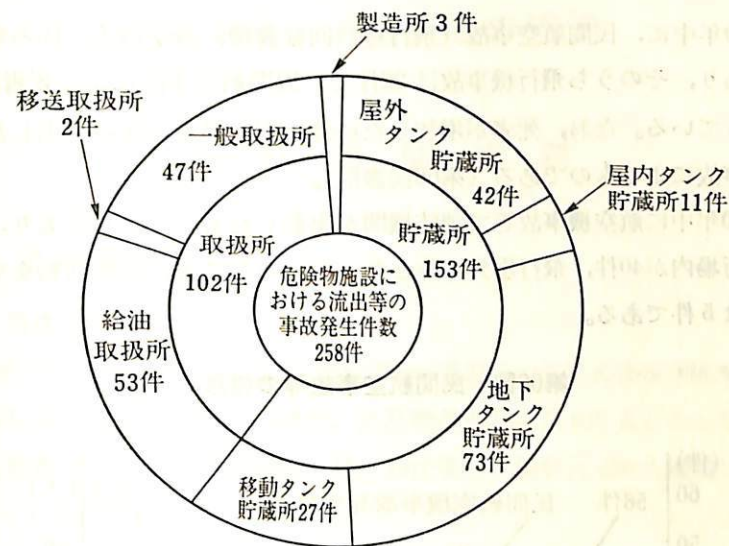 製造所3件
移送取扱所
2件
一般取扱所
47件
屋外
タンク
貯蔵所
42件
屋内タンク
貯蔵所11件
取扱所
102件
貯蔵所
153件
危険物施設に
おける流出等の
事故発生件数
258件
給油
取扱所
53件
地下
タンク
貯蔵所
73件
移動タンク
貯蔵所27件